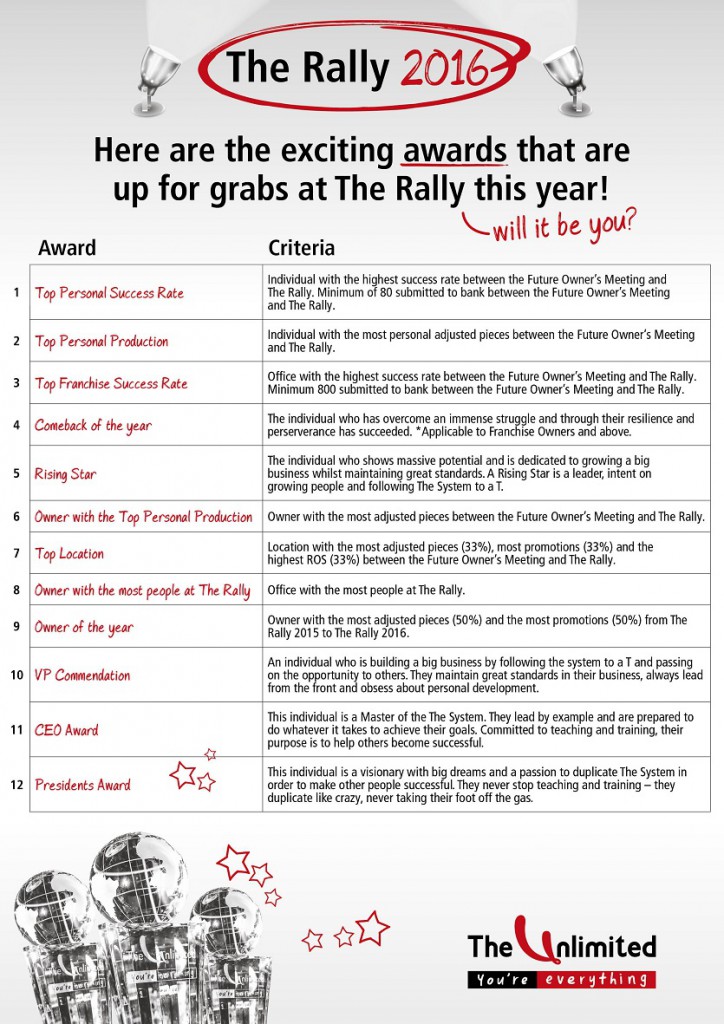 The Rally 2016
Here are the exciting awards that are
up for grabs at The Rally this year!
will it be you?
Award Criteria
1 Top Personal Success Rate
Individual with the highest success rate between the Future Owner's Meeting and
The Rally. Minimum of 80 submitted to bank between the Future Owner's Meeting
and The Rally.
2 Top Personal Production
Individual with the most personal adjusted pieces between the Future Owner's Meeting
and The Rally.
3 Top Franchise Success Rate
Office with the highest success rate between the Future Owner's Meeting and The Rally.
Minimum 800 submitted to bank between the Future Owner's Meeting and The Rally.
4 Comeback of the year
The individual who has overcome an immense struggle and through their resilience and
perserverance has succeeded. *Applicable to Franchise Owners and above.
5 Rising Star
The individual who shows massive potential and is dedicated to growing a big
business whilst maintaining great standards. A Rising Star is a leader, intent on
growing people and following The System to a T.
6 Owner with the Top Personal Production
Owner with the most adjusted pieces between the Future Owner's Meeting and The Rally.
7 Top Location
Location with the most adjusted pieces (33%), most promotions (33%) and the
highest ROS (33%) between the Future Owner's Meeting and The Rally.
8 Owner with the most people at The Rally
Office with the most people at The Rally.
9 Owner of the year
Owner with the most adjusted pieces (50%) and the most promotions (50%) from The
Rally 2015 to The Rally 2016.
10 VP Commendation
An individual who is building a big business by following the system to a T and passing
on the opportunity to others. They maintain great standards in their business, always lead
from the front and obsess about personal development.
11 CEO Award
This individual is a Master of the The System. They lead by example and are prepared to
do whatever it takes to achieve their goals. Committed to teaching and training, their
purpose is to help others become successful.
12 Presidents Award
This individual is a visionary with big dreams and a passion to duplicate The System in
order to make other people successful. They never stop teaching and training – they
duplicate like crazy, never taking their foot off the gas.
The Unlimited
You're everything